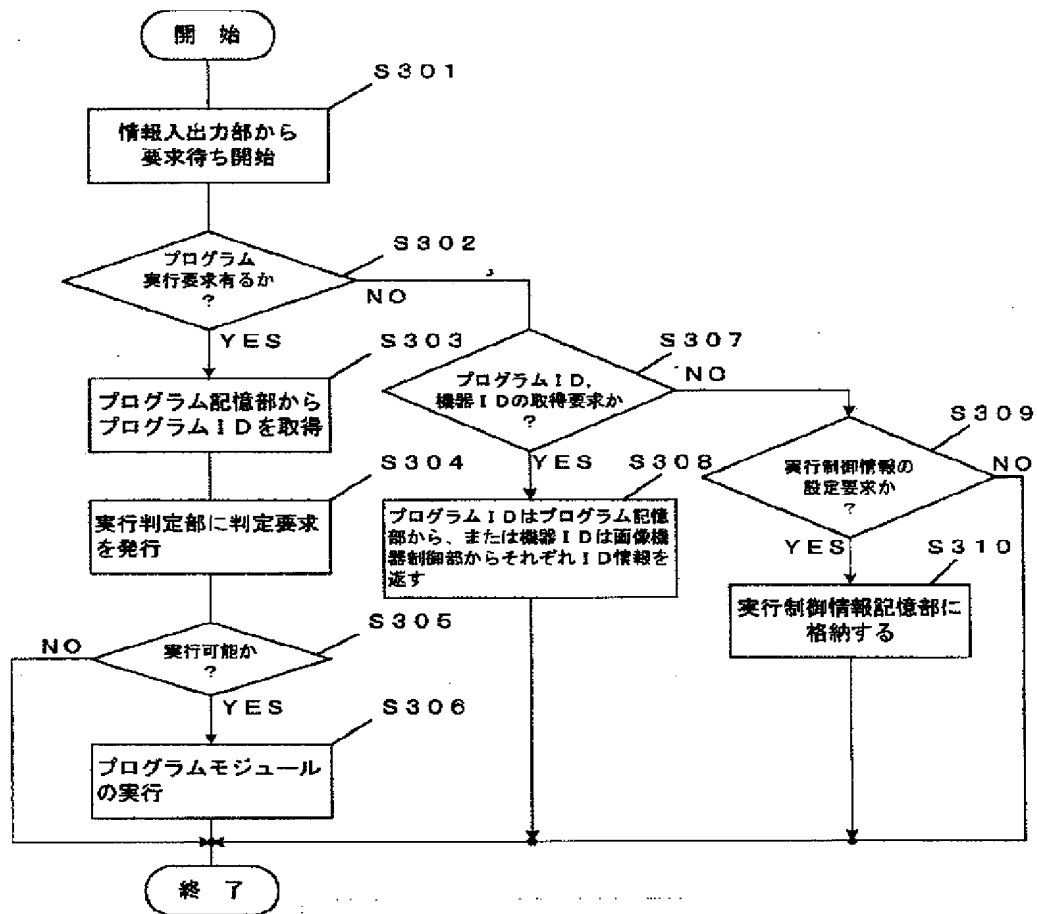 開 始
S301
情報入出力部から
要求待ち開始
S302
プログラム
実行要求有るか
?
NO
YES
S303
プログラム記憶部から
プログラムIDを取得
S304
実行判定部に判定要求
を発行
S305
NO
実行可能か
?
YES
S306
プログラムモジュール
の実行
S307
プログラムID,
機器IDの取得要求か
?
NO
YES
S308
プログラムIDはプログラム記憶
部から、または機器IDは画像機
器制御部からそれぞれID情報を
返す
S309
実行制御情報の
設定要求か
?
NO
YES
S310
実行制御情報記憶部に
格納する
終 了